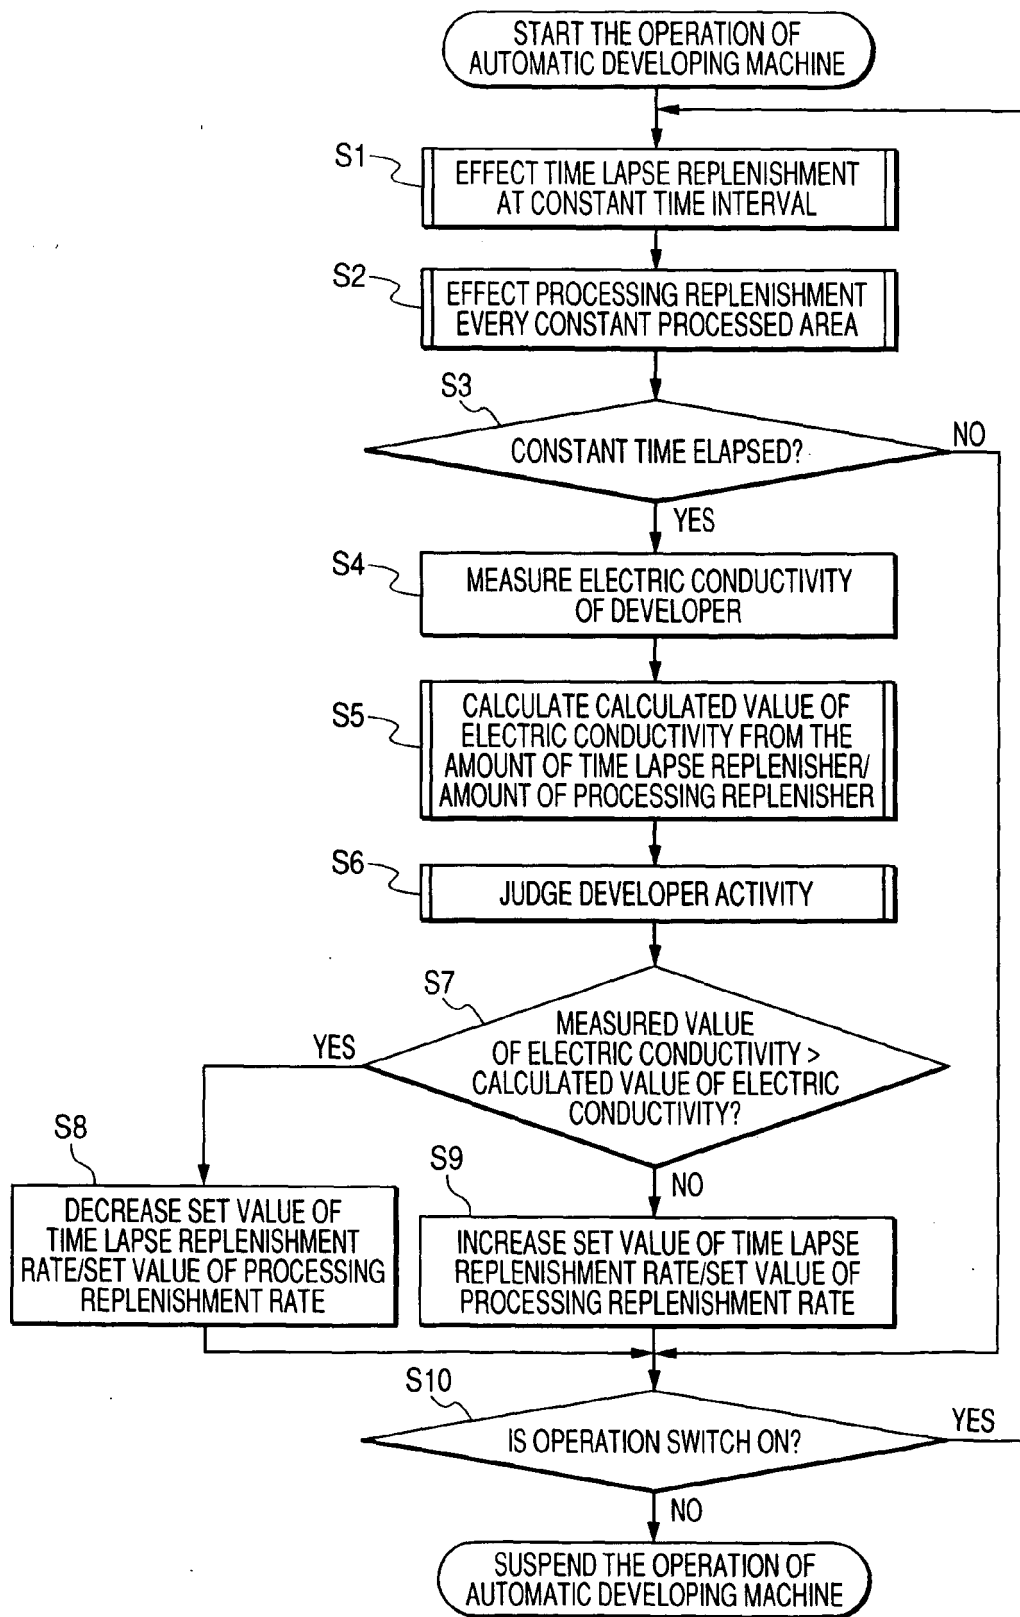 START THE OPERATION OF
AUTOMATIC DEVELOPING MACHINE
S1
EFFECT TIME LAPSE REPLENISHMENT
AT CONSTANT TIME INTERVAL
S2
EFFECT PROCESSING REPLENISHMENT
EVERY CONSTANT PROCESSED AREA
S3
CONSTANT TIME ELAPSED?
NO
YES
S4
MEASURE ELECTRIC CONDUCTIVITY
OF DEVELOPER
S5
CALCULATE CALCULATED VALUE OF
ELECTRIC CONDUCTIVITY FROM THE
AMOUNT OF TIME LAPSE REPLENISHER/
AMOUNT OF PROCESSING REPLENISHER
S6
JUDGE DEVELOPER ACTIVITY
S7
MEASURED VALUE
OF ELECTRIC CONDUCTIVITY >
CALCULATED VALUE OF ELECTRIC
CONDUCTIVITY?
YES
NO
S8
DECREASE SET VALUE OF
TIME LAPSE REPLENISHMENT
RATE/SET VALUE OF PROCESSING
REPLENISHMENT RATE
S9
INCREASE SET VALUE OF TIME LAPSE
REPLENISHMENT RATE/SET VALUE OF
PROCESSING REPLENISHMENT RATE
S10
IS OPERATION SWITCH ON?
YES
NO
SUSPEND THE OPERATION OF
AUTOMATIC DEVELOPING MACHINE